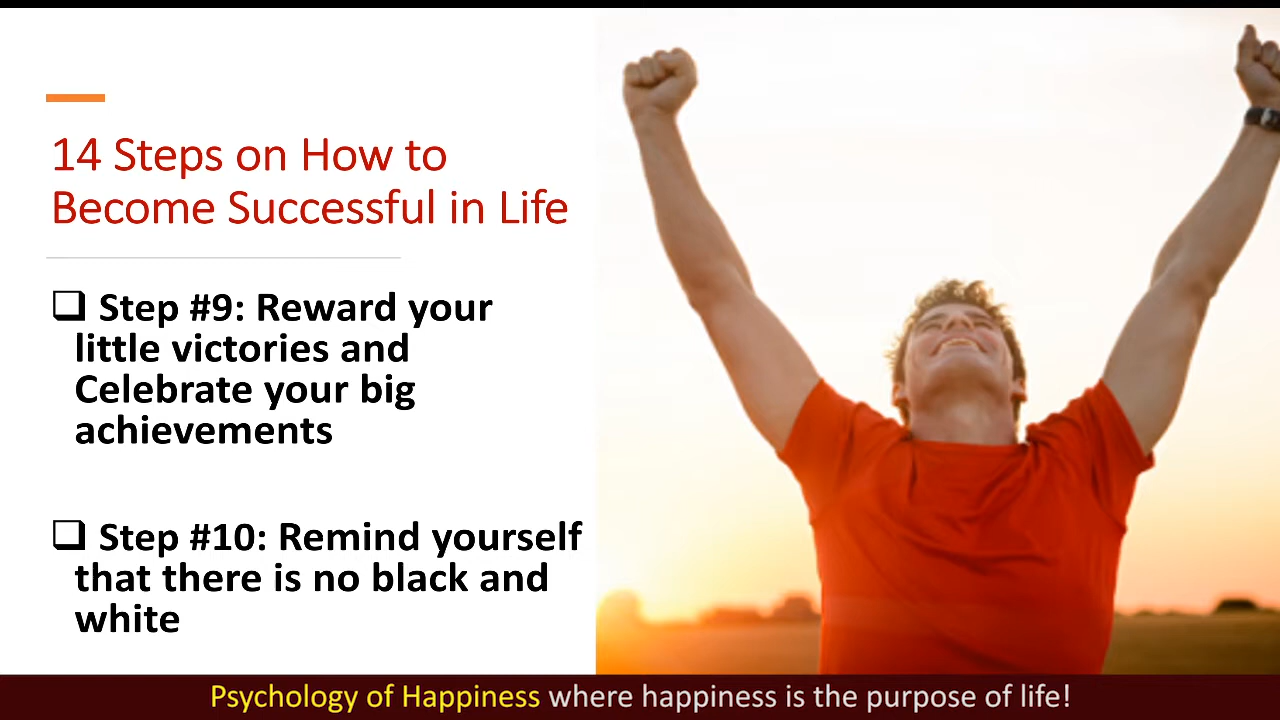 14 Steps on How to
Become Successful in Life
❑ Step #9: Reward your
little victories and
Celebrate your big
achievements
❑ Step #10: Remind yourself
that there is no black and
white
Psychology of Happiness where happiness is the purpose of life!